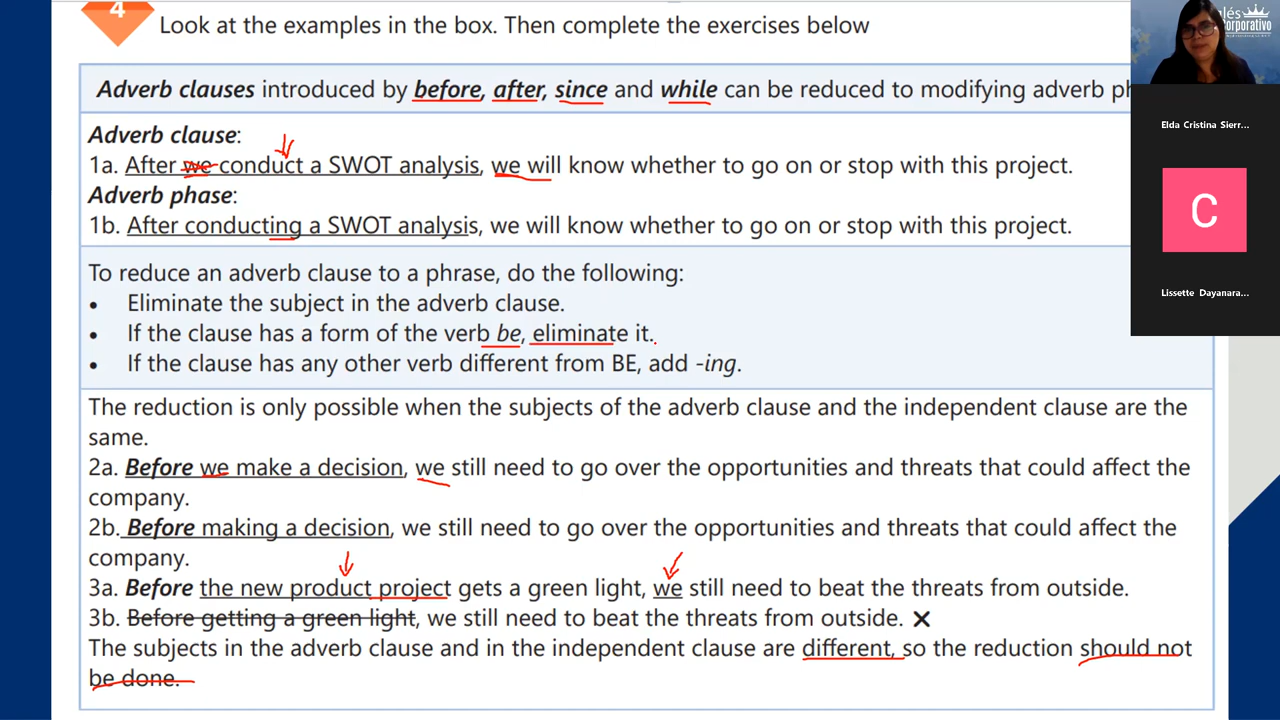 4
Look at the examples in the box. Then complete the exercises below
Adverb clauses introduced by before, after, since and while can be reduced to modifying adverb
Adverb clause:
1a. After we conduct a SWOT analysis, we will know whether to go on or stop with this project.
Adverb phase:
1b. After conducting a SWOT analysis, we will know whether to go on or stop with this project.
To reduce an adverb clause to a phrase, do the following:
• Eliminate the subject in the adverb clause.
• If the clause has a form of the verb be, eliminate it.
• If the clause has any other verb different from BE, add -ing.
The reduction is only possible when the subjects of the adverb clause and the independent clause are the
same.
2a. Before we make a decision, we still need to go over the opportunities and threats that could affect the
company.
2b. Before making a decision, we still need to go over the opportunities and threats that could affect the
company.
3a. Before the new product project gets a green light, we still need to beat the threats from outside.
3b. Before getting a green light, we still need to beat the threats from outside. ✕
The subjects in the adverb clause and in the independent clause are different, so the reduction should not
be done.
glés
Corporativo
Elda Cristina Sierr...
C
Lissette Dayanara...